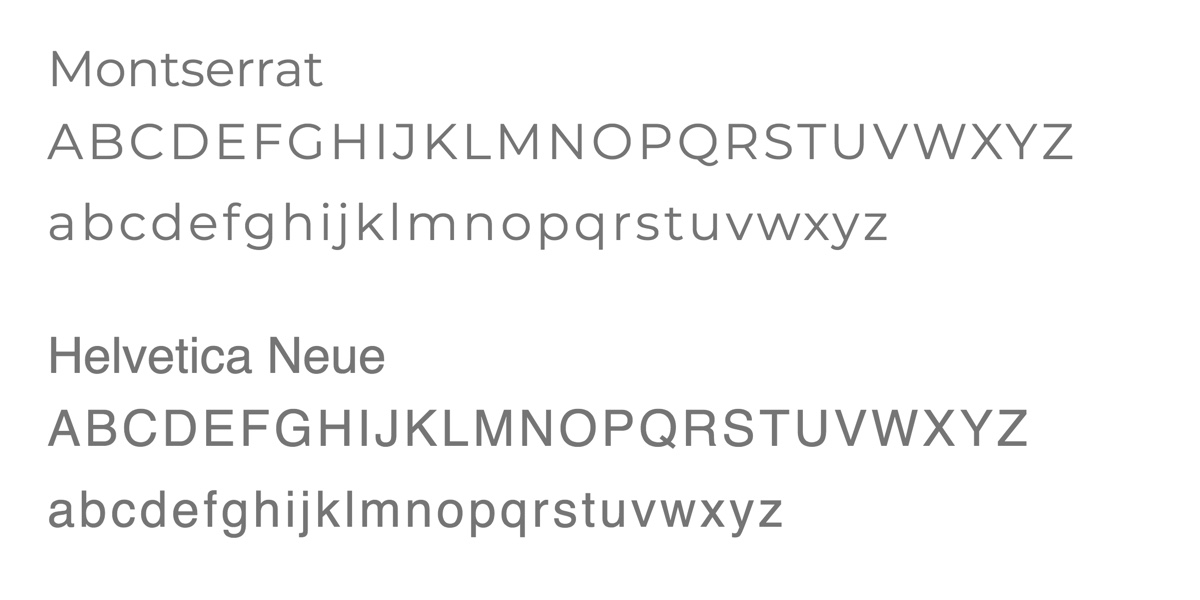 Montserrat
ABCDEFGHIJKLMNOPQRSTUVWXYZ
abcdefghijklmnopqrstuvwxyz
Helvetica Neue
ABCDEFGHIJKLMNOPQRSTUVWXYZ
abcdefghijklmnopqrstuvwxyz